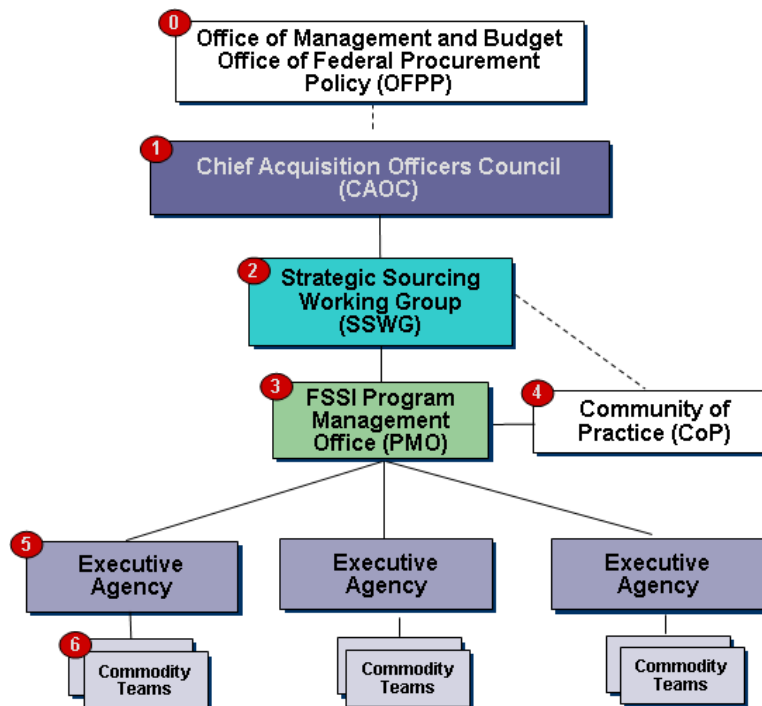 0
Office of Management and Budget
Office of Federal Procurement
Policy (OFPP)
1
Chief Acquisition Officers Council
(CAOC)
2
Strategic Sourcing
Working Group
(SSWG)
3
FSSI Program
Management
Office (PMO)
4
Community of
Practice (CoP)
5
Executive
Agency
Executive
Agency
Executive
Agency
6
Commodity
Teams
Commodity
Teams
Commodity
Teams